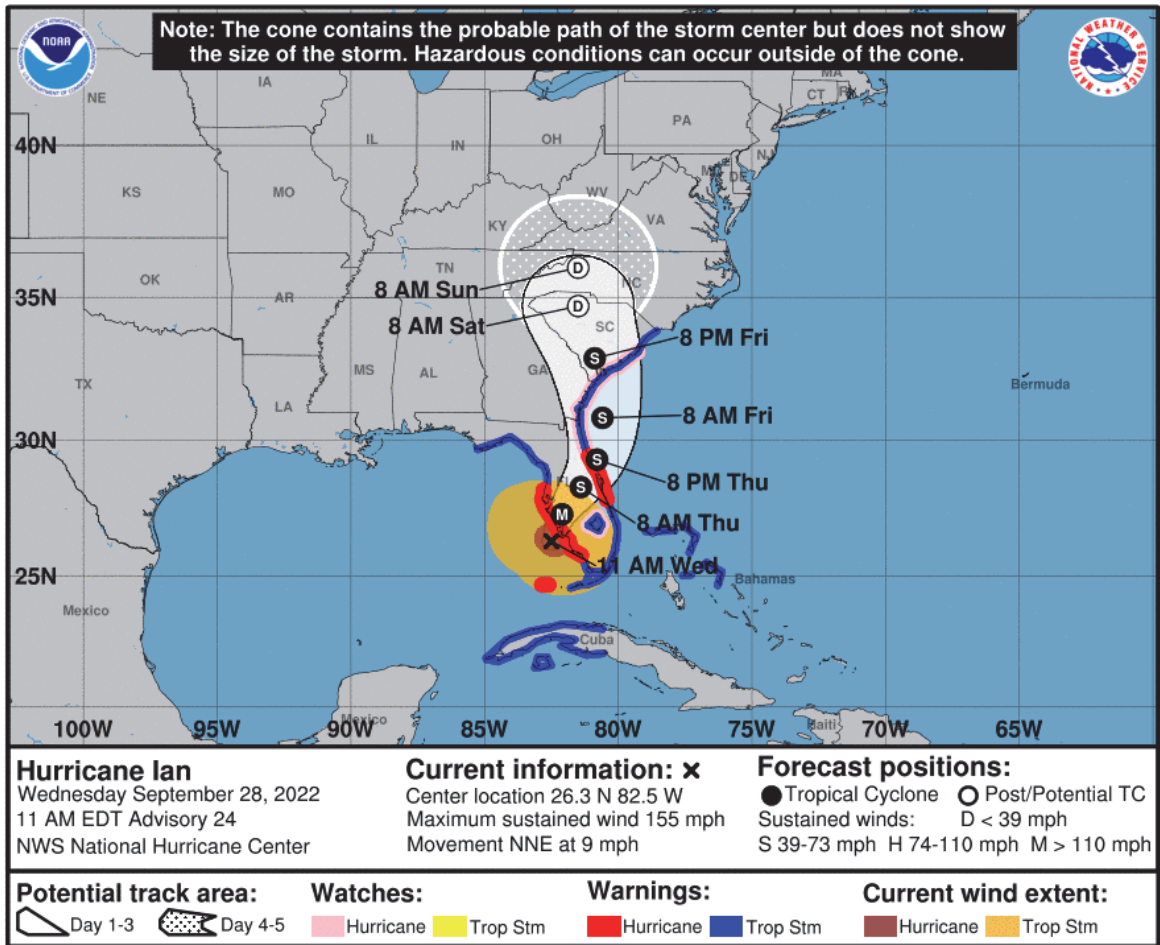 Note: The cone contains the probable path of the storm center but does not show
the size of the storm. Hazardous conditions can occur outside of the cone.
NOAA
NATIONAL WEATHER SERVICE
MA
CT
NE
IA
PA
40N
IL
IN
OH
NJ
DE
KS
MO
WV
KY
VA
OK
TN
35N
AR
8 AM Sun
D
NC
8 AM Sat
D
SC
8 PM Fri
S
TX
MS
AL
GA
Bermuda
LA
8 AM Fri
S
30N
S
8 PM Thu
FL
S
M
8 AM Thu
11 AM Wed
25N
Bahamas
Mexico
Cuba
Mexico
Haiti
100W 95W 90W 85W 80W 75W 70W 65W
Hurricane Ian
Wednesday September 28, 2022
11 AM EDT Advisory 24
NWS National Hurricane Center
Current information: ×
Center location 26.3 N 82.5 W
Maximum sustained wind 155 mph
Movement NNE at 9 mph
Forecast positions:
Tropical Cyclone Post/Potential TC
Sustained winds: D < 39 mph
S 39-73 mph H 74-110 mph M > 110 mph
Potential track area:
Day 1-3 Day 4-5
Watches:
Hurricane Trop Stm
Warnings:
Hurricane Trop Stm
Current wind extent:
Hurricane Trop Stm